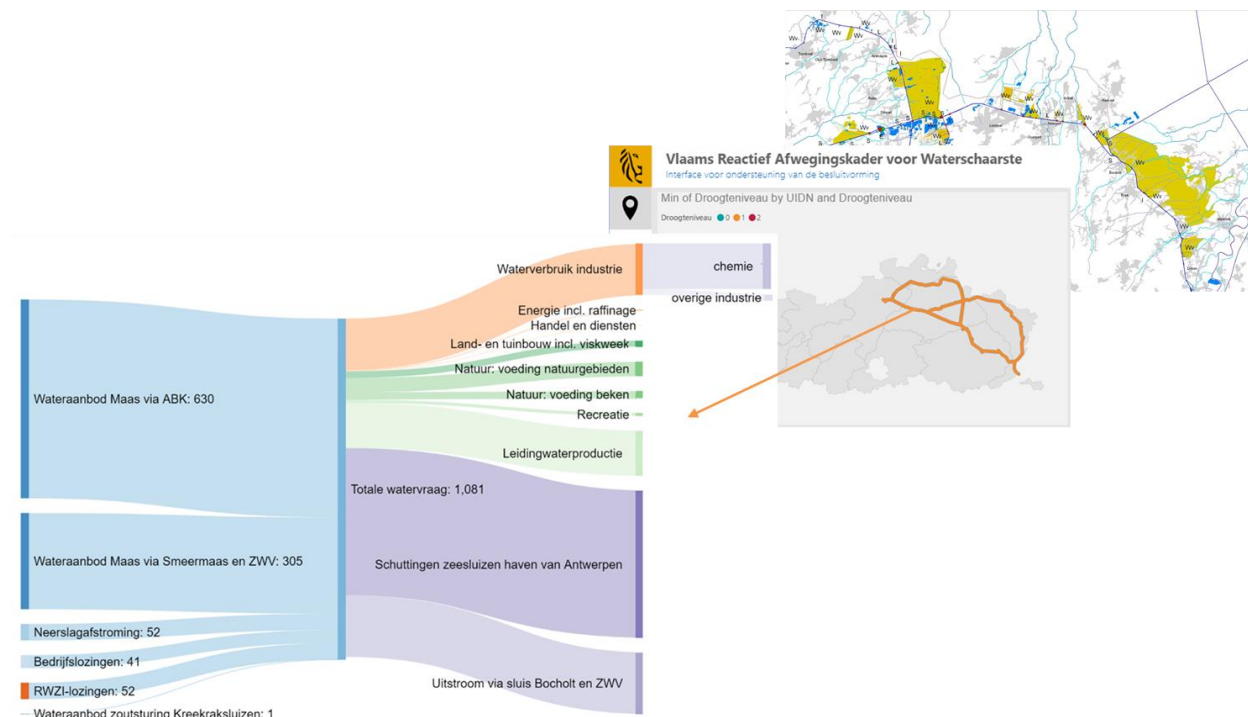 Vlaams Reactief Afwegingskader voor Waterschaarste
Interface voor ondersteuning van de besluitvorming
Min of Droogteniveau by UIDN and Droogteniveau
Droogteniveau 0 1 2
Waterverbruik industrie
chemie
overige industrie
Energie incl. raffinage
Handel en diensten
Land- en tuinbouw incl. viskweek
Natuur: voeding natuurgebieden
Natuur: voeding beken
Recreatie
Leidingwaterproductie
Wateraanbod Maas via ABK: 630
Totale watervraag: 1,081
Wateraanbod Maas via Smeermaas en ZWV: 305
Schuttingen zeesluizen haven van Antwerpen
Neerslagafstroming: 52
Bedrijfslozingen: 41
RWZI-lozingen: 52
Uitstroom via sluis Bocholt en ZWV
Wateraanbod zoutsturing Kreekraksluizen: 1